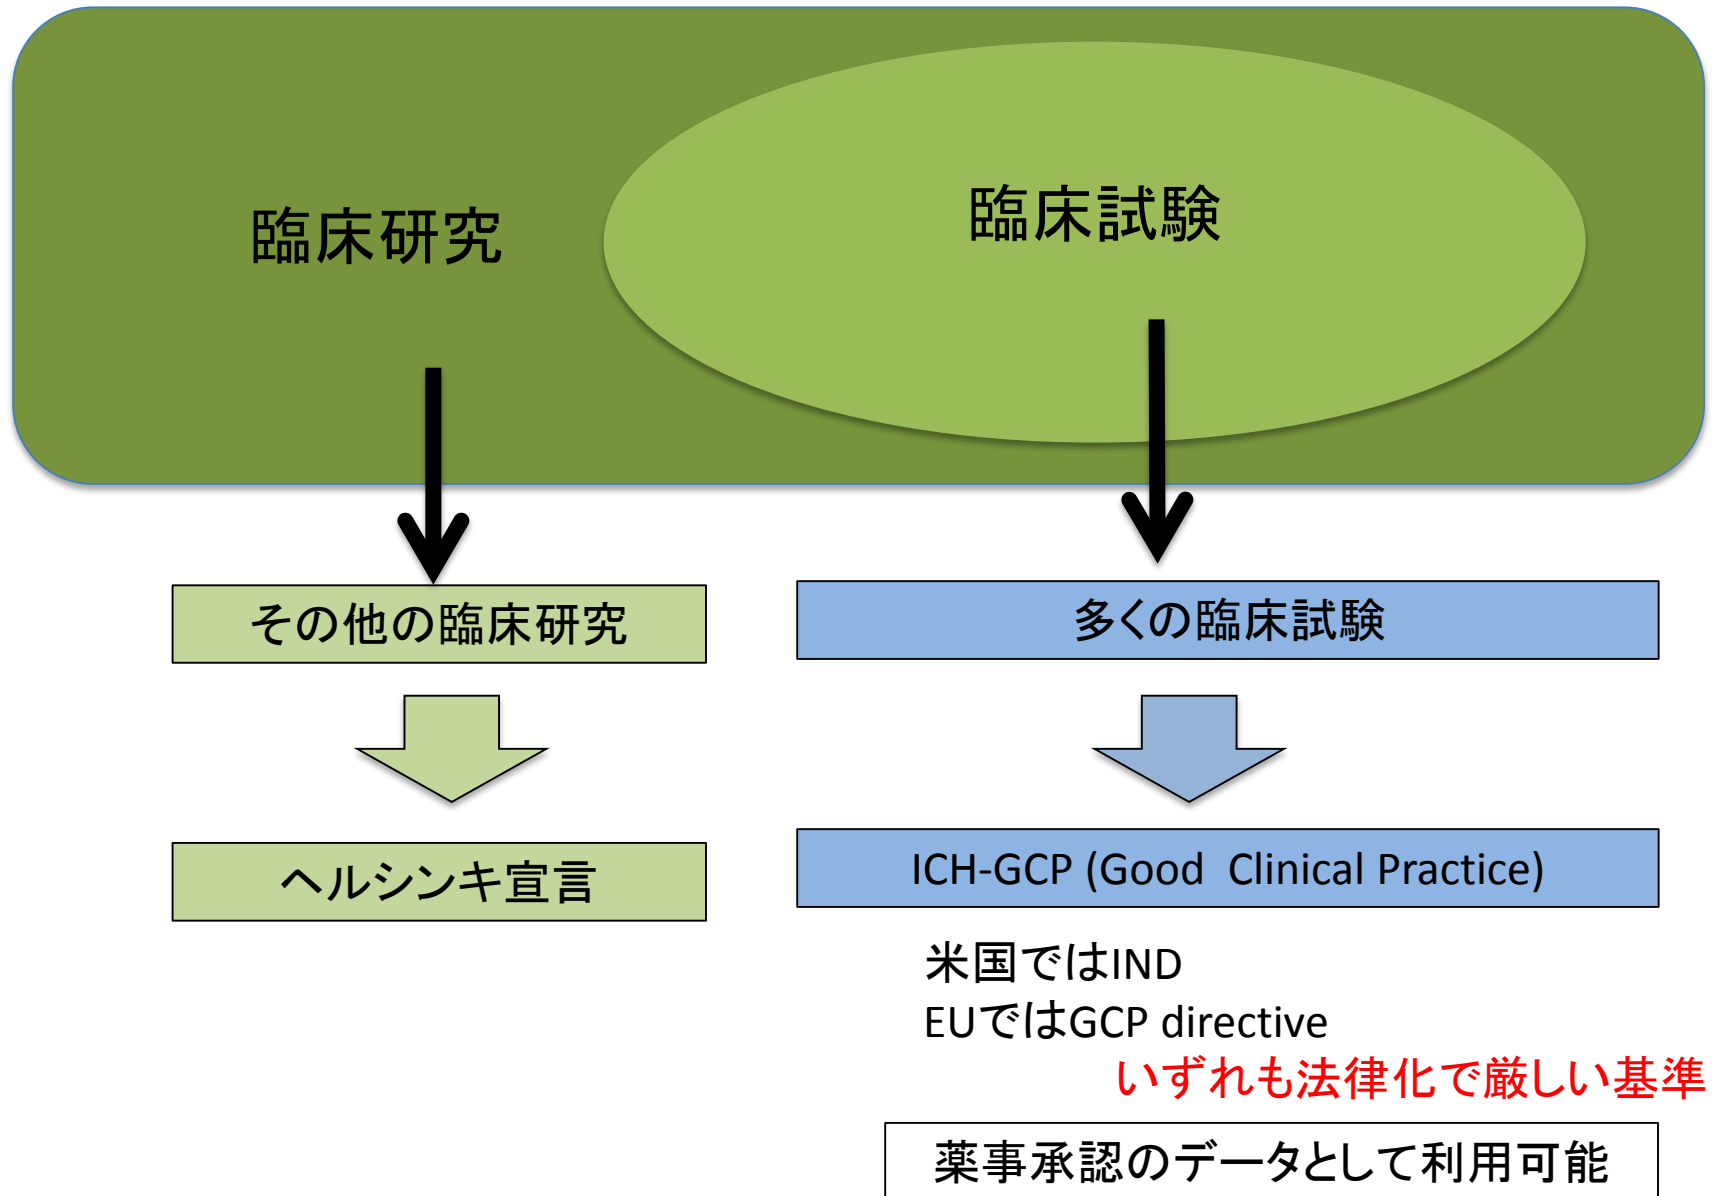 臨床研究
臨床試験
その他の臨床研究
多くの臨床試験
ヘルシンキ宣言
ICH-GCP (Good Clinical Practice)
米国ではIND
EUではGCP directive
いずれも法律化で厳しい基準
薬事承認のデータとして利用可能